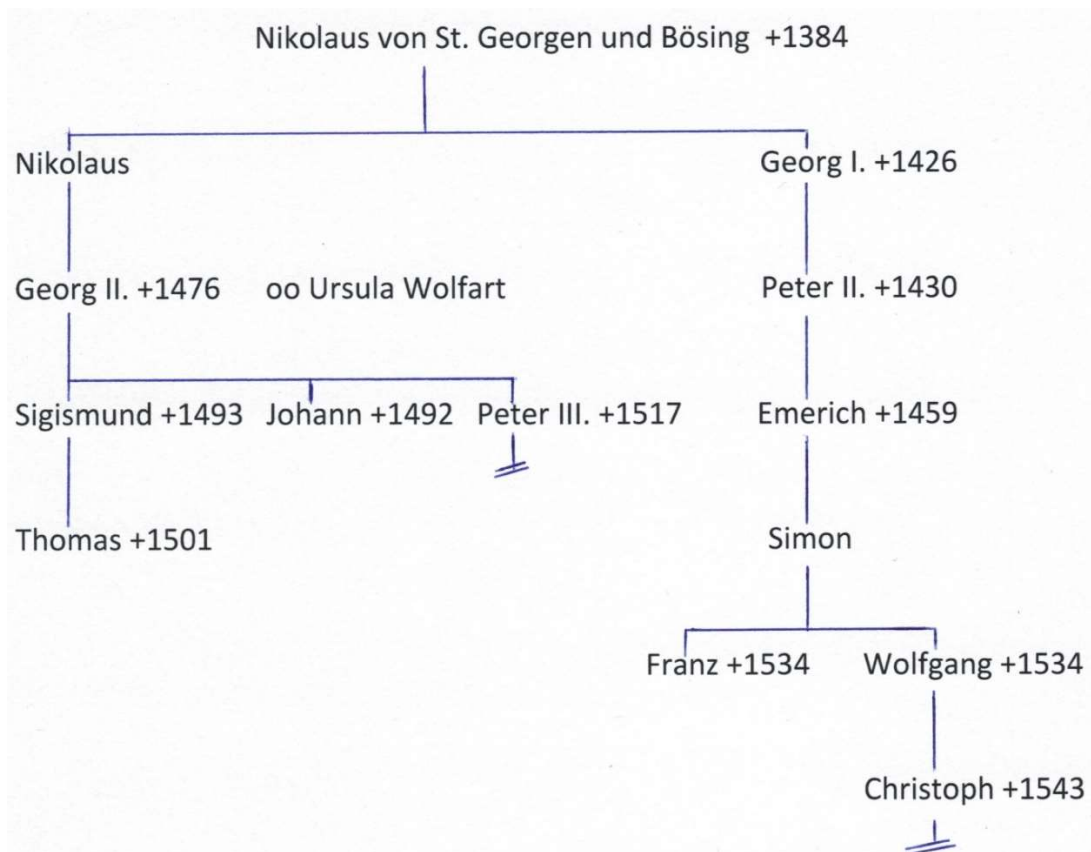 Nikolaus von St. Georgen und Bösing +1384
Nikolaus Georg I. +1426
Georg II. +1476 oo Ursula Wolfart Peter II. +1430
Sigismund +1493 Johann +1492 Peter III. +1517 Emerich +1459
Thomas +1501 Simon
Franz +1534 Wolfgang +1534
Christoph +1543